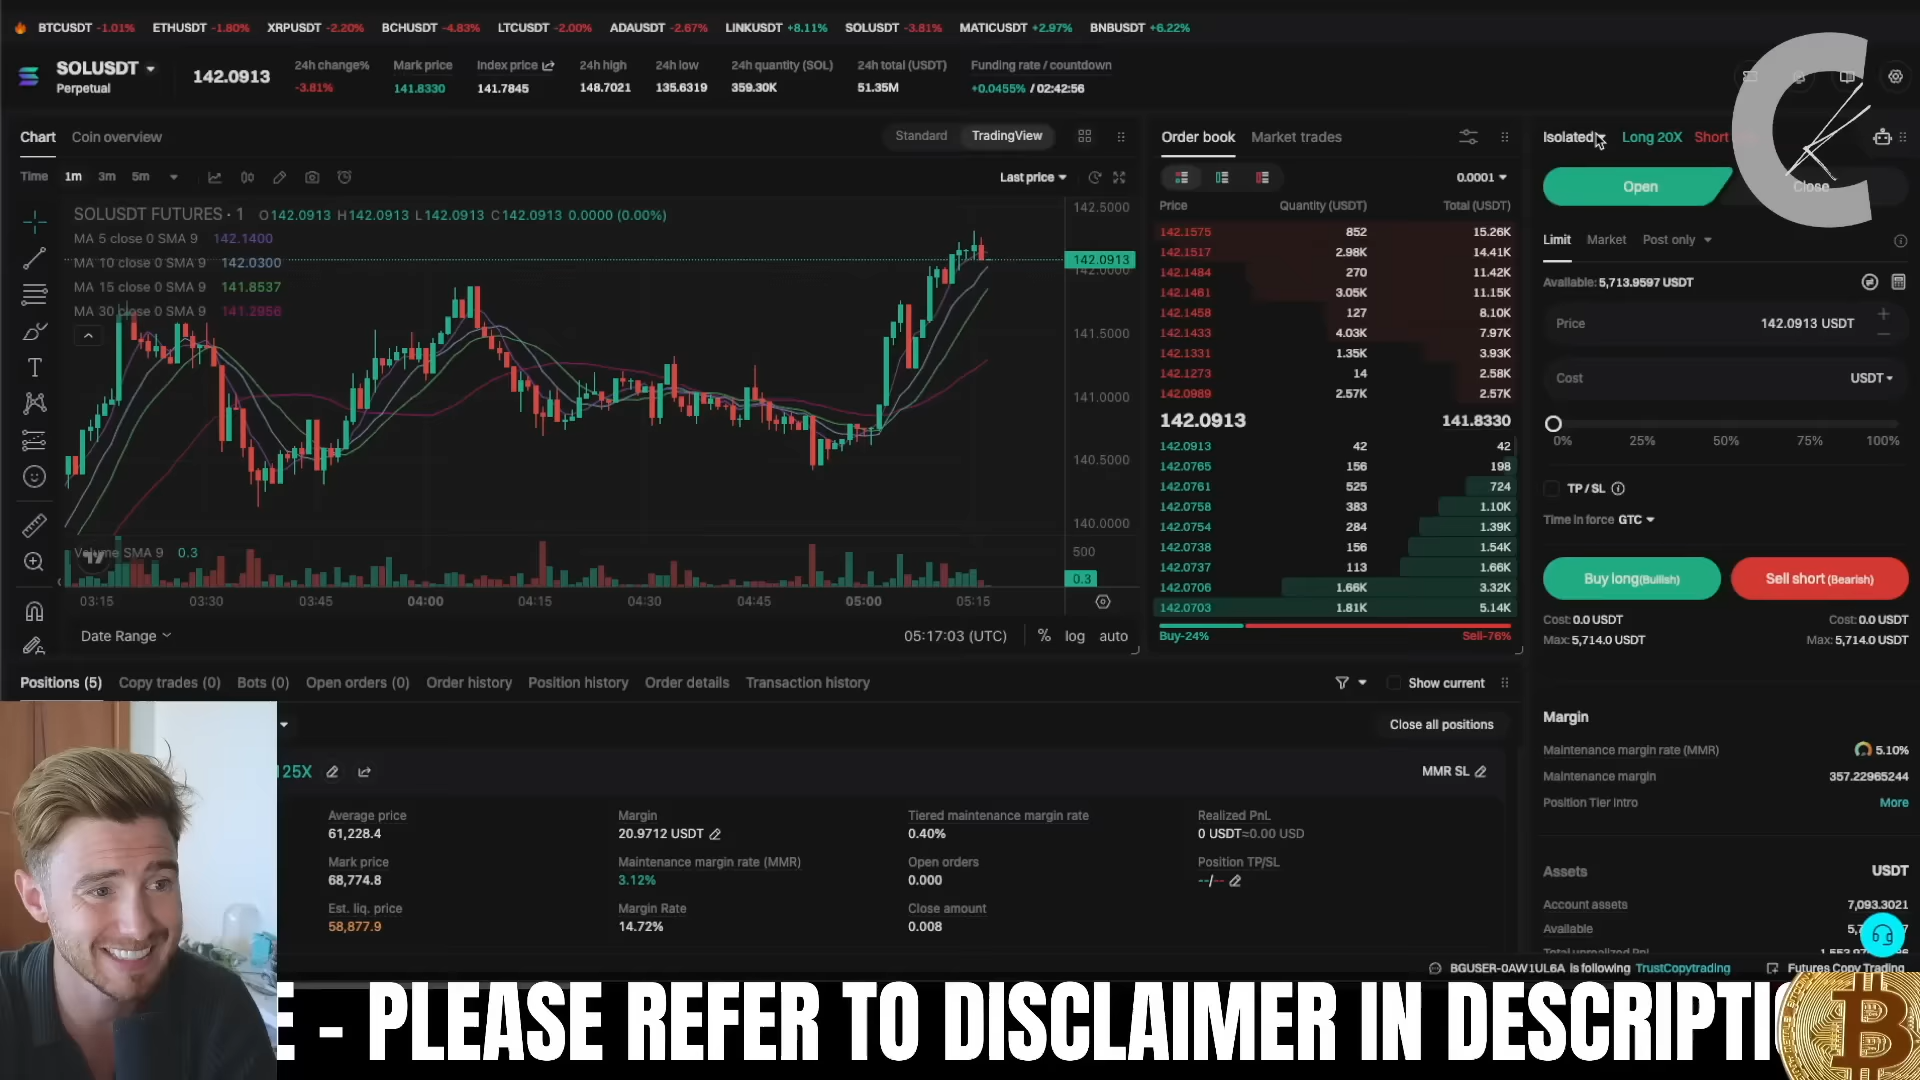 BTCUSDT -1.01% ETHUSDT -1.80% XRPUSDT -2.20% BCHUSDT -4.83% LTCUSDT -2.00% ADAUSDT -2.67% LINKUSDT +8.11% SOLUSDT -3.81% MATICUSDT +2.97% BNBUSDT +6.22%
SOLUSDT
Perpetual
142.0913
24h change%
-3.81%
Mark price
141.8330
Index price
141.7845
24h high
148.7021
24h low
135.6319
24h quantity (SOL)
359.30K
24h total (USDT)
51.35M
Funding rate / countdown
+0.0455% / 02:42:56
Chart Coin overview
Standard TradingView
Time 1m 3m 5m
Last price
SOLUSDT FUTURES · 1 O142.0913 H142.0913 L142.0913 C142.0913 0.0000 (0.00%)
MA 5 close 0 SMA 9 142.1400
MA 10 close 0 SMA 9 142.0300
MA 15 close 0 SMA 9 141.8537
MA 30 close 0 SMA 9 141.2956
142.5000
142.0913
142.0000
141.5000
141.0000
140.5000
140.0000
Volume SMA 9 0.3
500
0.3
03:15 03:30 03:45 04:00 04:15 04:30 04:45 05:00 05:15
Date Range
05:17:03 (UTC) % log auto
Order book Market trades
0.0001
Price Quantity (USDT) Total (USDT)
142.1575 852 15.26K
142.1517 2.98K 14.41K
142.1484 270 11.42K
142.1461 3.05K 11.15K
142.1458 127 8.10K
142.1433 4.03K 7.97K
142.1331 1.35K 3.93K
142.1273 14 2.58K
142.0989 2.57K 2.57K
142.0913 141.8330
142.0913 42 42
142.0765 156 198
142.0761 525 724
142.0758 383 1.10K
142.0754 284 1.39K
142.0738 156 1.54K
142.0737 113 1.66K
142.0706 1.66K 3.32K
142.0703 1.81K 5.14K
Buy-24% Sell-76%
Isolated Long 20X Short
Open Close
Limit Market Post only
Available: 5,713.9597 USDT
Price 142.0913 USDT
Cost USDT
0% 25% 50% 75% 100%
TP / SL
Time in force GTC
Buy long(Bullish) Sell short (Bearish)
Cost: 0.0 USDT Cost: 0.0 USDT
Max: 5,714.0 USDT Max: 5,714.0 USDT
Margin
Maintenance margin rate (MMR) 5.10%
Maintenance margin 357.22965244
Position Tier Intro More
Assets USDT
Account assets 7,093.3021
Available
Positions (5) Copy trades (0) Bots (0) Open orders (0) Order history Position history Order details Transaction history
Show current
Close all positions
125X
MMR SL
Average price
61,228.4
Margin
20.9712 USDT
Tiered maintenance margin rate
0.40%
Realized PnL
0 USDT≈0.00 USD
Mark price
68,774.8
Maintenance margin rate (MMR)
3.12%
Open orders
0.000
Position TP/SL
--/--
Est. liq. price
58,877.9
Margin Rate
14.72%
Close amount
0.008
BGUSER-0AW1UL6A is following TrustCopytrading Futures Copy Trading
E - PLEASE REFER TO DISCLAIMER IN DESCRIPTI